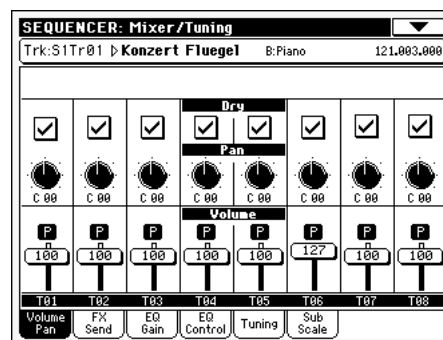 SEQUENCER: Mixer/Tuning
Trk:S1Tr01 ▷Konzert Fluegel B:Piano 121.003.000
Dry
Pan
C 00 C 00 C 00 C 00 C 00 C 00 C 00 C 00
Volume
P P P P P P P P
100 100 100 100 100 127 100 100
T01 T02 T03 T04 T05 T06 T07 T08
Volume Pan FX Send EQ Gain EQ Control Tuning Sub Scale